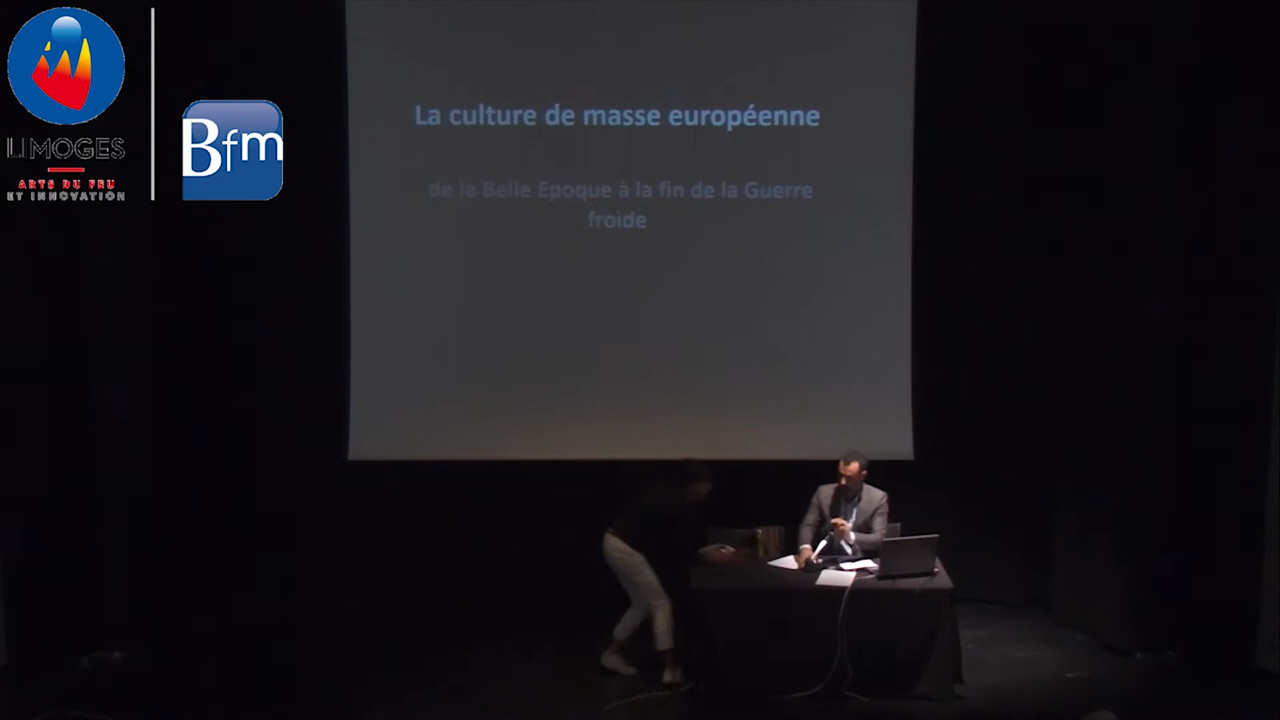 LIMOGES
ARTS DU FEU
ET INNOVATION
Bfm
La culture de masse européenne
de la Belle Epoque à la fin de la Guerre
froide